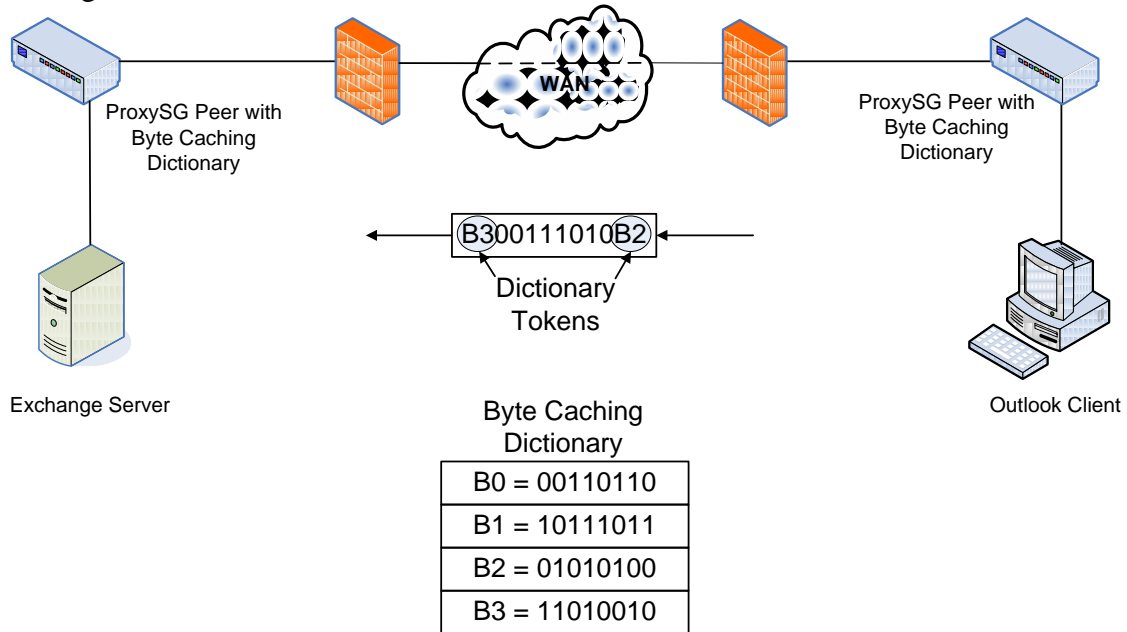 WAN
ProxySG Peer with
Byte Caching
Dictionary
ProxySG Peer with
Byte Caching
Dictionary
B300111010B2
Dictionary
Tokens
Exchange Server
Outlook Client
Byte Caching
Dictionary
B0 = 00110110
B1 = 10111011
B2 = 01010100
B3 = 11010010